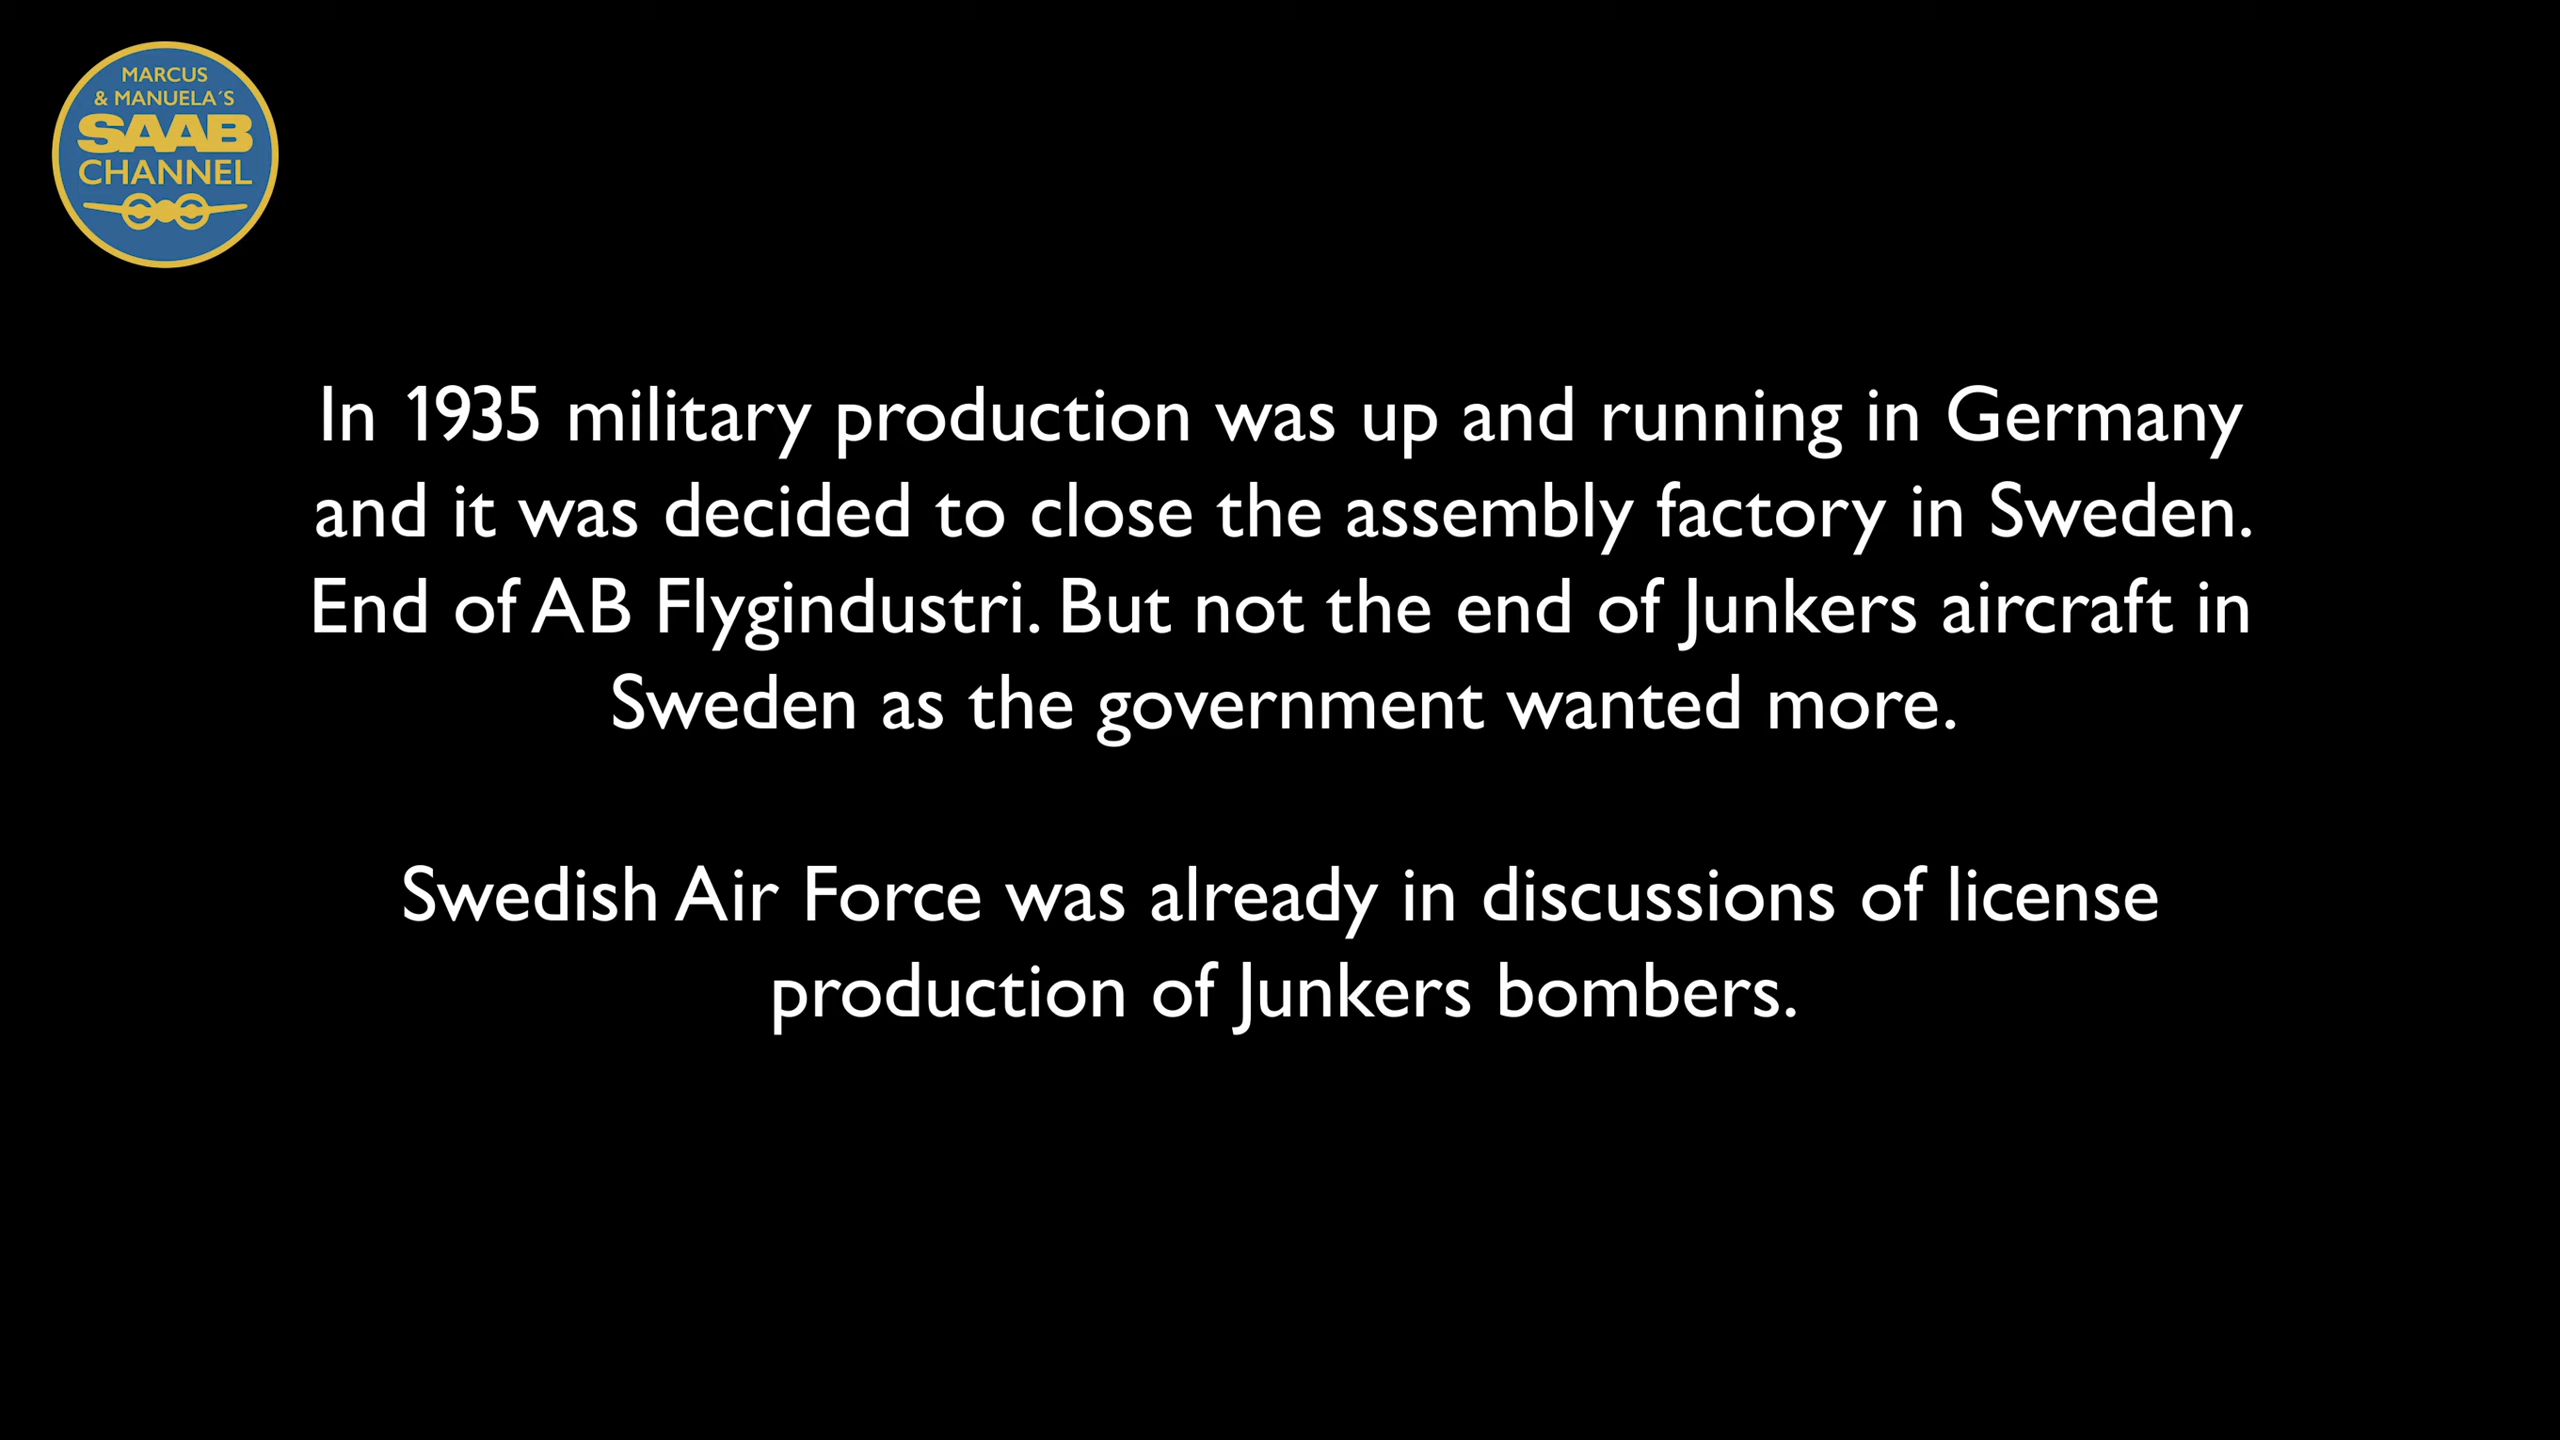 MARCUS
& MANUELA´S
SAAB
CHANNEL
In 1935 military production was up and running in Germany
and it was decided to close the assembly factory in Sweden.
End of AB Flygindustri. But not the end of Junkers aircraft in
Sweden as the government wanted more.
Swedish Air Force was already in discussions of license
production of Junkers bombers.